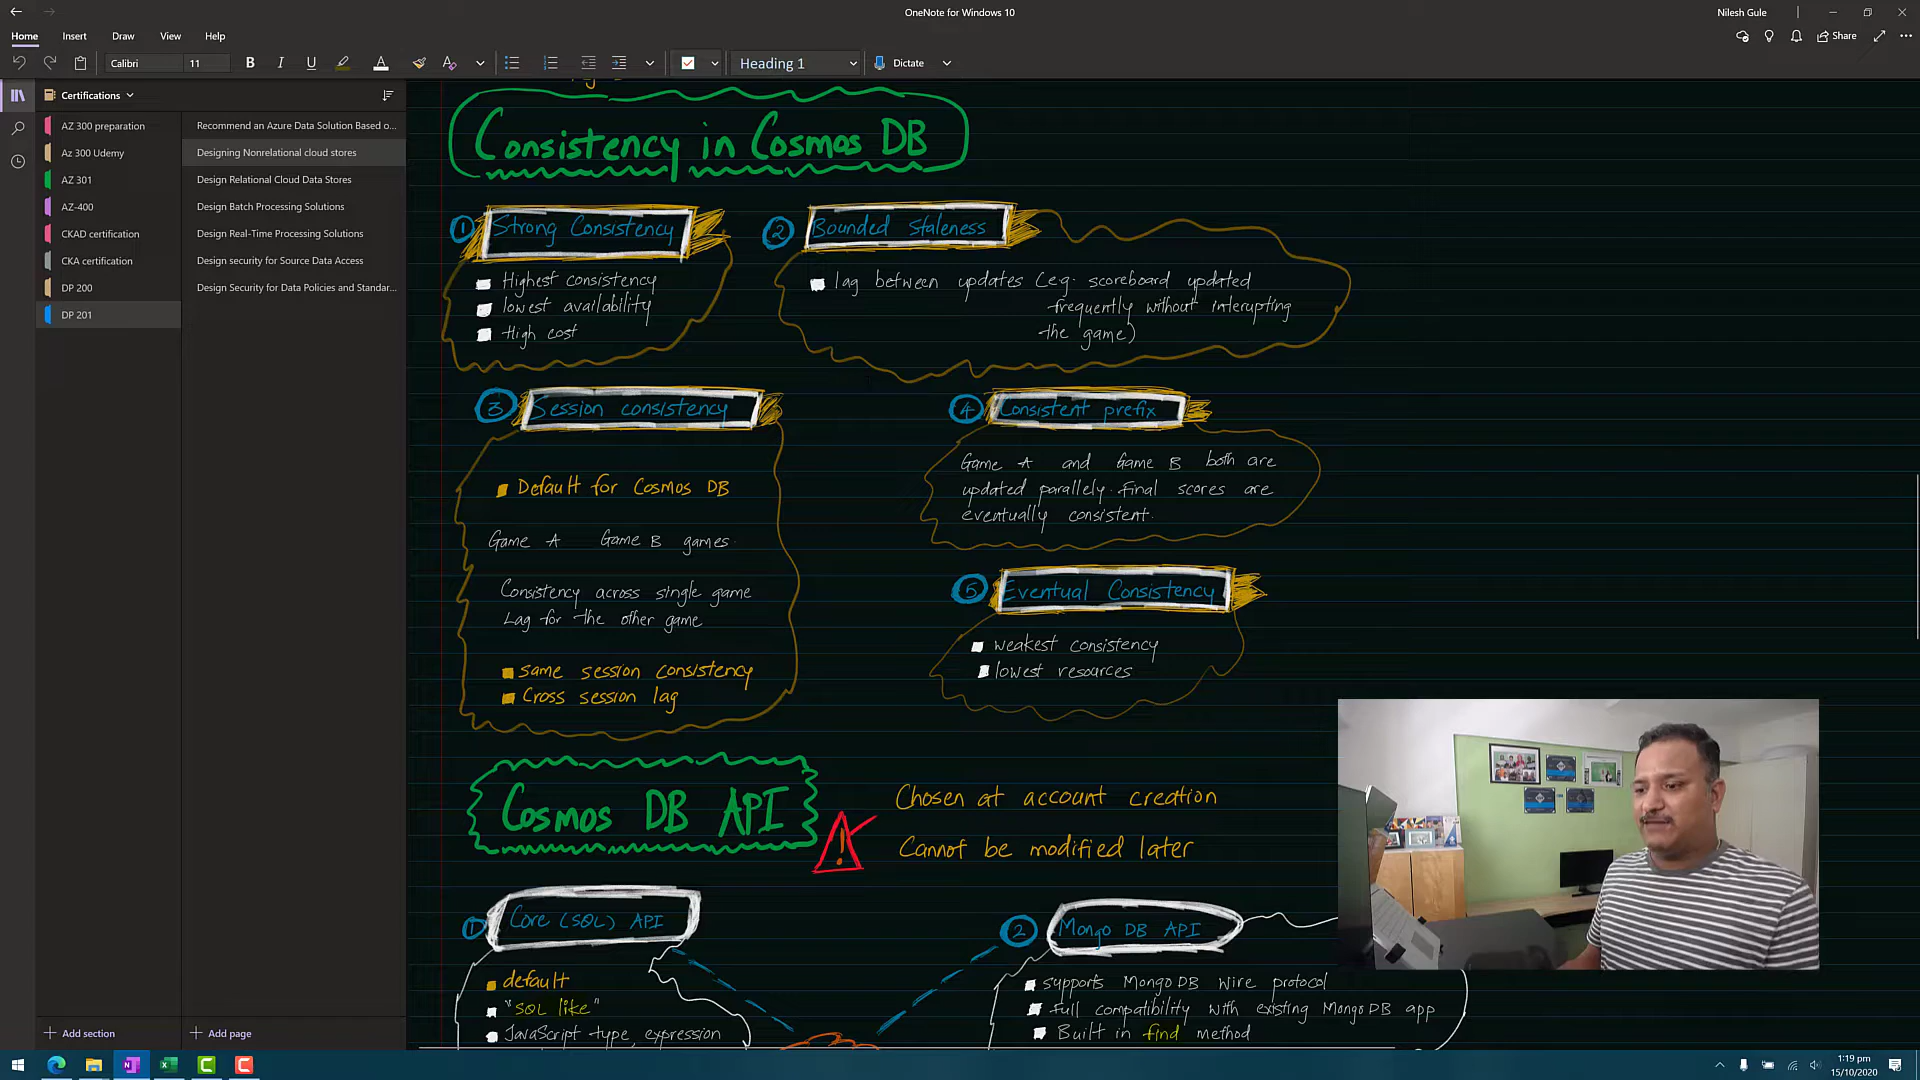 OneNote for Windows 10
Nilesh Gule
Home
Insert
Draw
View
Help
Share
Calibri
11
B
I
U
A
Heading 1
Dictate
Certifications
AZ 300 preparation
Az 300 Udemy
AZ 301
AZ-400
CKAD certification
CKA certification
DP 200
DP 201
Add section
Recommend an Azure Data Solution Based o...
Designing Nonrelational cloud stores
Design Relational Cloud Data Stores
Design Batch Processing Solutions
Design Real-Time Processing Solutions
Design security for Source Data Access
Design Security for Data Policies and Standar...
Add page
Consistency in Cosmos DB
1 Strong Consistency
Highest consistency
lowest availability
High cost
2 Bounded staleness
lag between updates (e.g. scoreboard updated
frequently without interupting
the game)
3 Session consistency
Default for Cosmos DB
Game A Game B games.
Consistency across single game
Lag for the other game
same session consistency
Cross session lag
4 Consistent prefix
Game A and Game B both are
updated parallely. final scores are
eventually consistent.
5 Eventual Consistency
weakest consistency
lowest resources
Cosmos DB API
!
Chosen at account creation
Cannot be modified later
1 Core (SQL) API
default
"SQL like"
JavaScript type, expression
2 Mongo DB API
supports MongoDB wire protocol
Full compatibility with existing MongoDB app
Built in find method
1:19 pm
15/10/2020